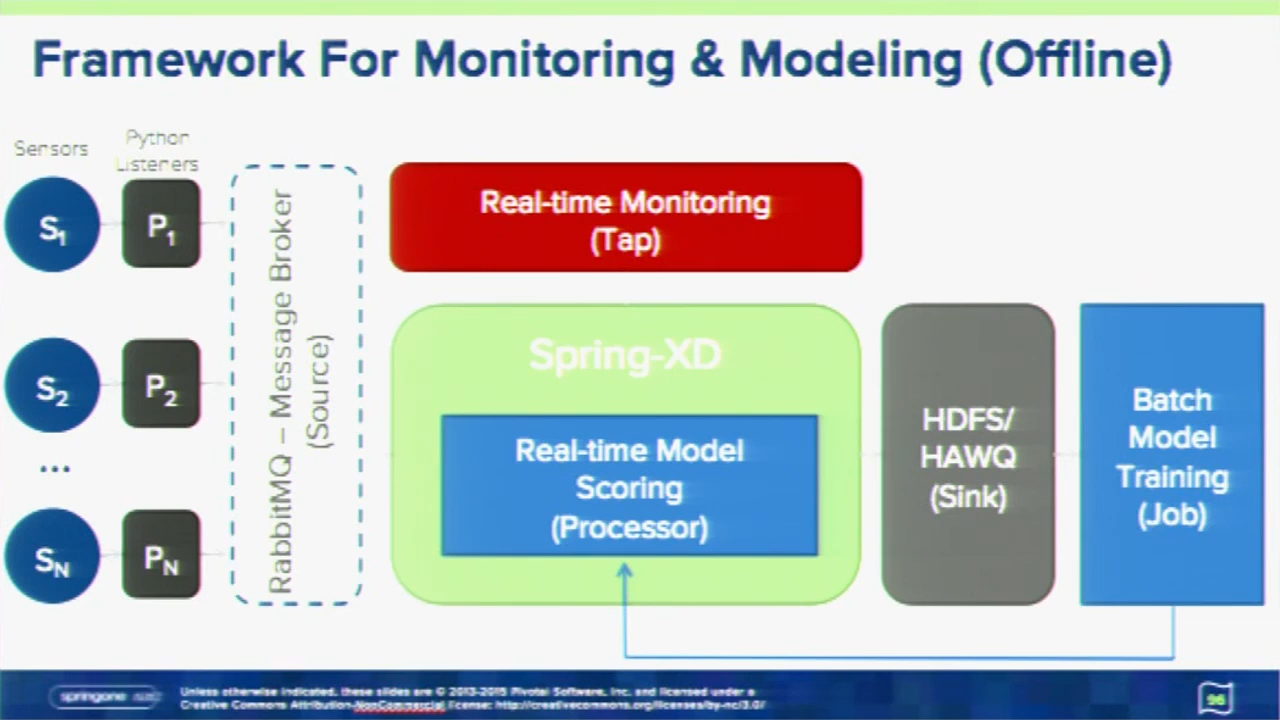 Framework For Monitoring & Modeling (Offline)
Sensors
Python
Listeners
S1
P1
S2
P2
...
SN
PN
RabbitMQ – Message Broker
(Source)
Real-time Monitoring
(Tap)
Spring-XD
Real-time Model
Scoring
(Processor)
HDFS/
HAWQ
(Sink)
Batch
Model
Training
(Job)
springone
Unless otherwise indicated, these slides are © 2013-2015 Pivotal Software, Inc. and licensed under a
Creative Commons Attribution-NonCommercial license: http://creativecommons.org/licenses/by-nc/3.0/
96